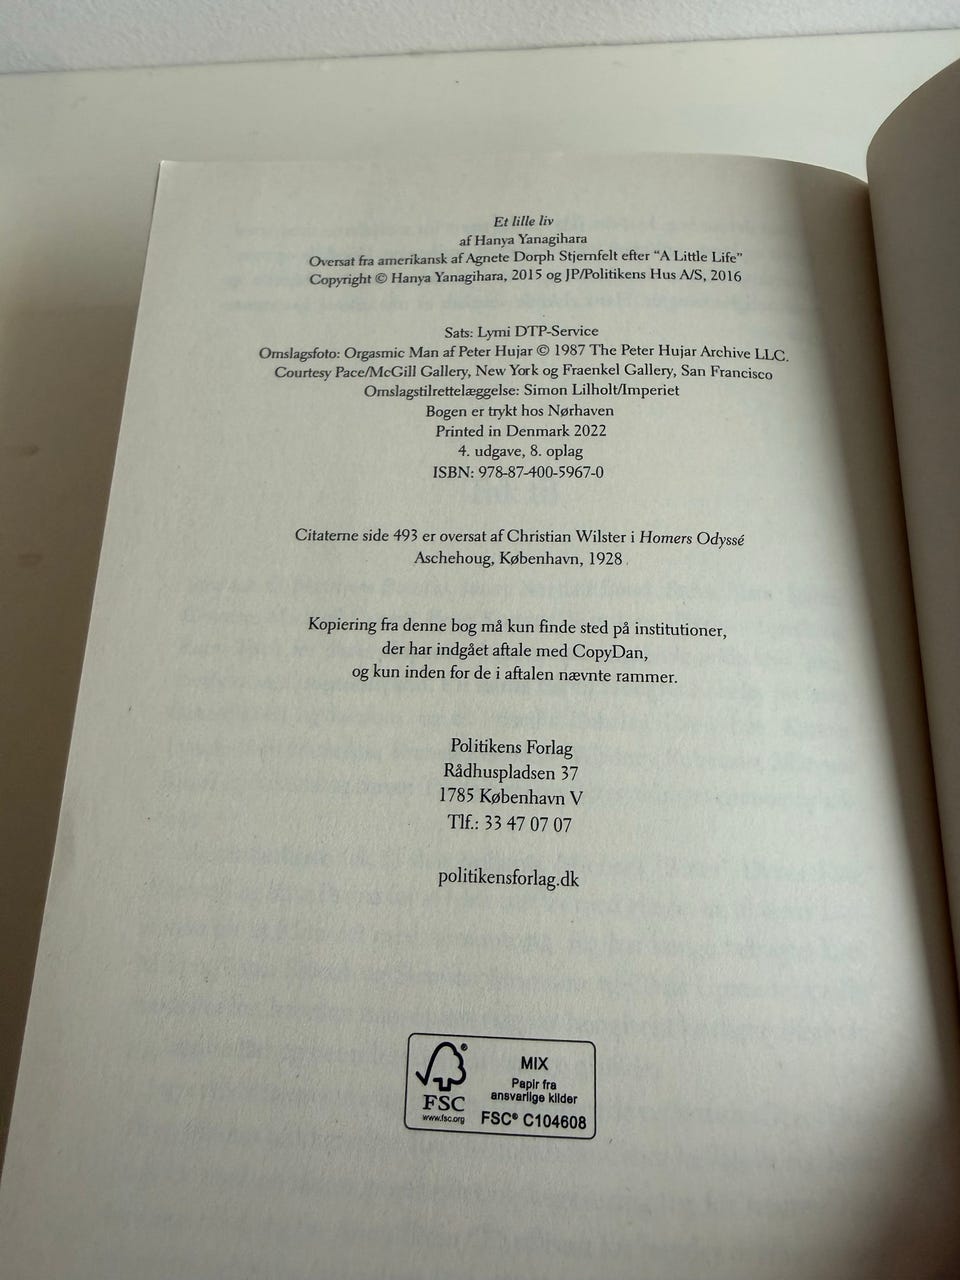 Et lille liv
af Hanya Yanagihara
Oversat fra amerikansk af Agnete Dorph Stjernfelt efter “A Little Life”
Copyright © Hanya Yanagihara, 2015 og JP/Politikens Hus A/S, 2016
Sats: Lymi DTP-Service
Omslagsfoto: Orgasmic Man af Peter Hujar © 1987 The Peter Hujar Archive LLC.
Courtesy Pace/McGill Gallery, New York og Fraenkel Gallery, San Francisco
Omslagstilrettelæggelse: Simon Lilholt/Imperiet
Bogen er trykt hos Nørhaven
Printed in Denmark 2022
4. udgave, 8. oplag
ISBN: 978-87-400-5967-0
Citaterne side 493 er oversat af Christian Wilster i Homers Odyssé
Aschehoug, København, 1928
Kopiering fra denne bog må kun finde sted på institutioner,
der har indgået aftale med CopyDan,
og kun inden for de i aftalen nævnte rammer.
Politikens Forlag
Rådhuspladsen 37
1785 København V
Tlf.: 33 47 07 07
politikensforlag.dk
®
FSC
www.fsc.org
MIX
Papir fra
ansvarlige kilder
FSC® C104608